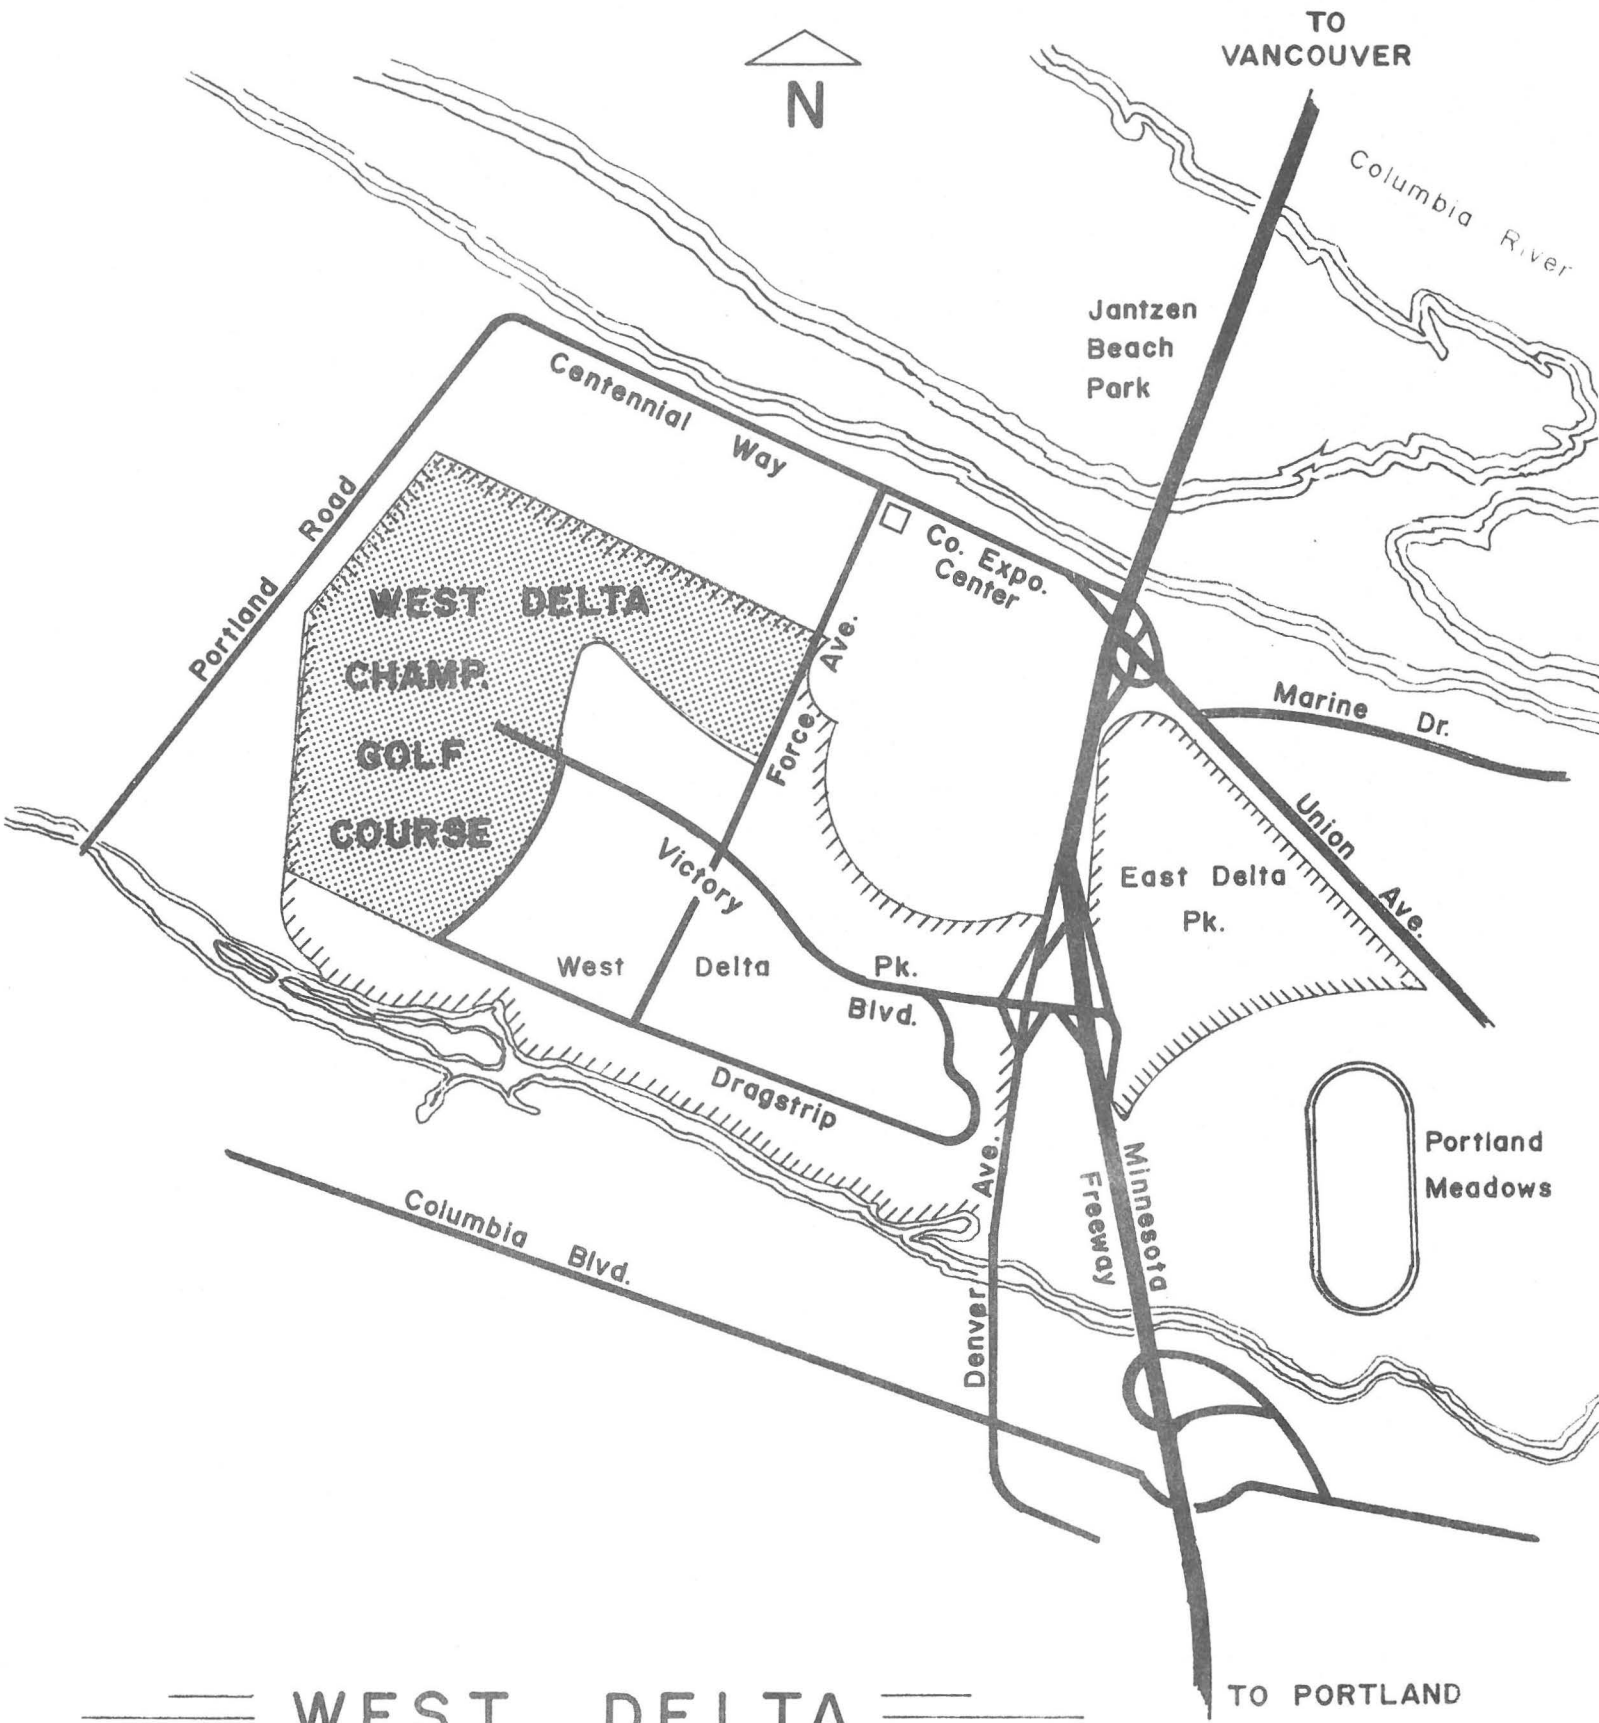 TO
VANCOUVER
N
Columbia River
Jantzen
Beach
Park
Centennial Way
Portland Road
Co. Expo.
Center
WEST DELTA
CHAMP.
GOLF
COURSE
Force Ave.
Marine Dr.
Union Ave.
East Delta
Pk.
Victory Blvd.
West Delta Pk.
Dragstrip
Denver Ave.
Minnesota
Freeway
Portland
Meadows
Columbia Blvd.
TO PORTLAND
WEST DELTA